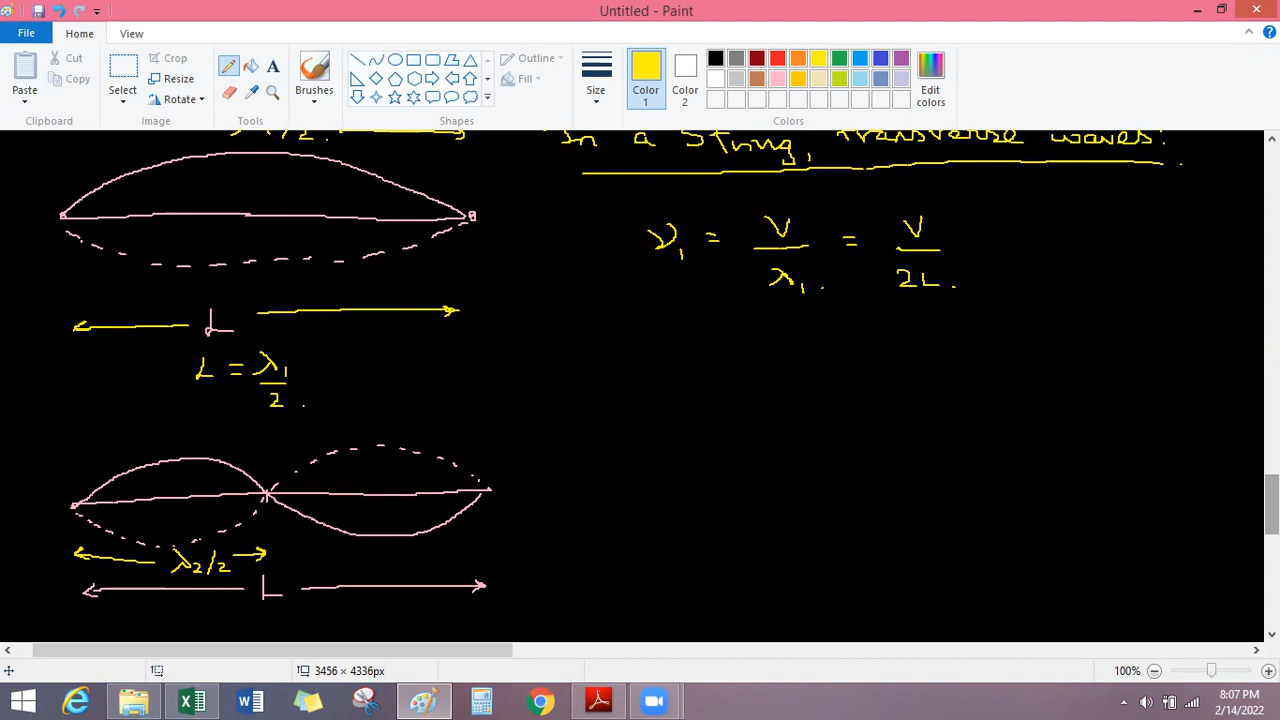 Untitled - Paint
File
Home
View
Paste
Cut
Copy
Clipboard
Select
Crop
Resize
Rotate
Image
A
Tools
Brushes
Shapes
Outline
Fill
Size
Color 1
Color 2
Edit colors
Colors
In a string, transverse waves.
ν₁ = V/λ₁ = V/2L.
L
L = λ₁/2.
λ₂/2
L
3456 × 4336px
100%
8:07 PM
2/14/2022